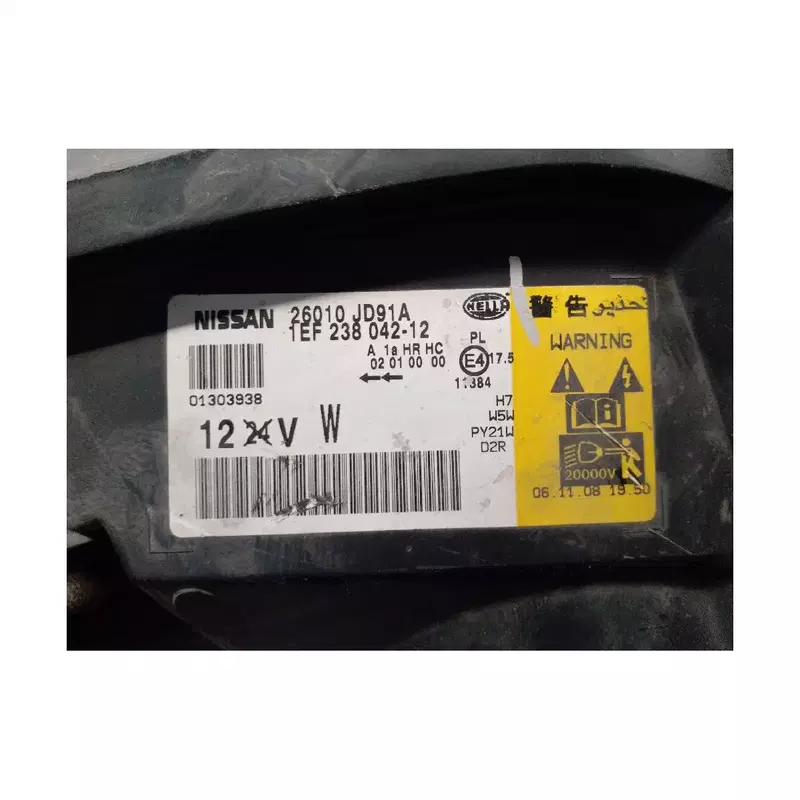 NISSAN 26010 JD91A
1EF 238 042-12
HELLA
A 1a HR HC
02 01 00 00
PL
E4 17.5
11384
01303938
12 24 V W
H7
W5W
PY21W
D2R
警告 تحذير
WARNING
20000V
06.11.08 19.50